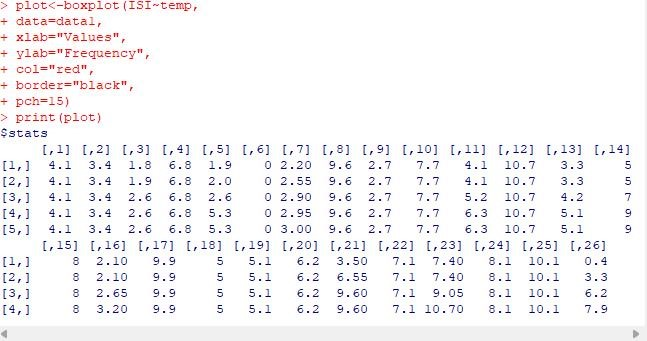 > plot<-boxplot(ISI~temp,
+ data=data1,
+ xlab="Values",
+ ylab="Frequency",
+ col="red",
+ border="black",
+ pch=15)
> print(plot)
$stats
     [,1] [,2] [,3] [,4] [,5] [,6] [,7] [,8] [,9] [,10] [,11] [,12] [,13] [,14]
[1,]  4.1  3.4  1.8  6.8  1.9    0 2.20  9.6  2.7   7.7   4.1  10.7   3.3     5
[2,]  4.1  3.4  1.9  6.8  2.0    0 2.55  9.6  2.7   7.7   4.1  10.7   3.3     5
[3,]  4.1  3.4  2.6  6.8  2.6    0 2.90  9.6  2.7   7.7   5.2  10.7   4.2     7
[4,]  4.1  3.4  2.6  6.8  5.3    0 2.95  9.6  2.7   7.7   6.3  10.7   5.1     9
[5,]  4.1  3.4  2.6  6.8  5.3    0 3.00  9.6  2.7   7.7   6.3  10.7   5.1     9
     [,15] [,16] [,17] [,18] [,19] [,20] [,21] [,22] [,23] [,24] [,25] [,26]
[1,]     8  2.10   9.9     5   5.1   6.2  3.50   7.1  7.40   8.1  10.1   0.4
[2,]     8  2.10   9.9     5   5.1   6.2  6.55   7.1  7.40   8.1  10.1   3.3
[3,]     8  2.65   9.9     5   5.1   6.2  9.60   7.1  9.05   8.1  10.1   6.2
[4,]     8  3.20   9.9     5   5.1   6.2  9.60   7.1 10.70   8.1  10.1   7.9